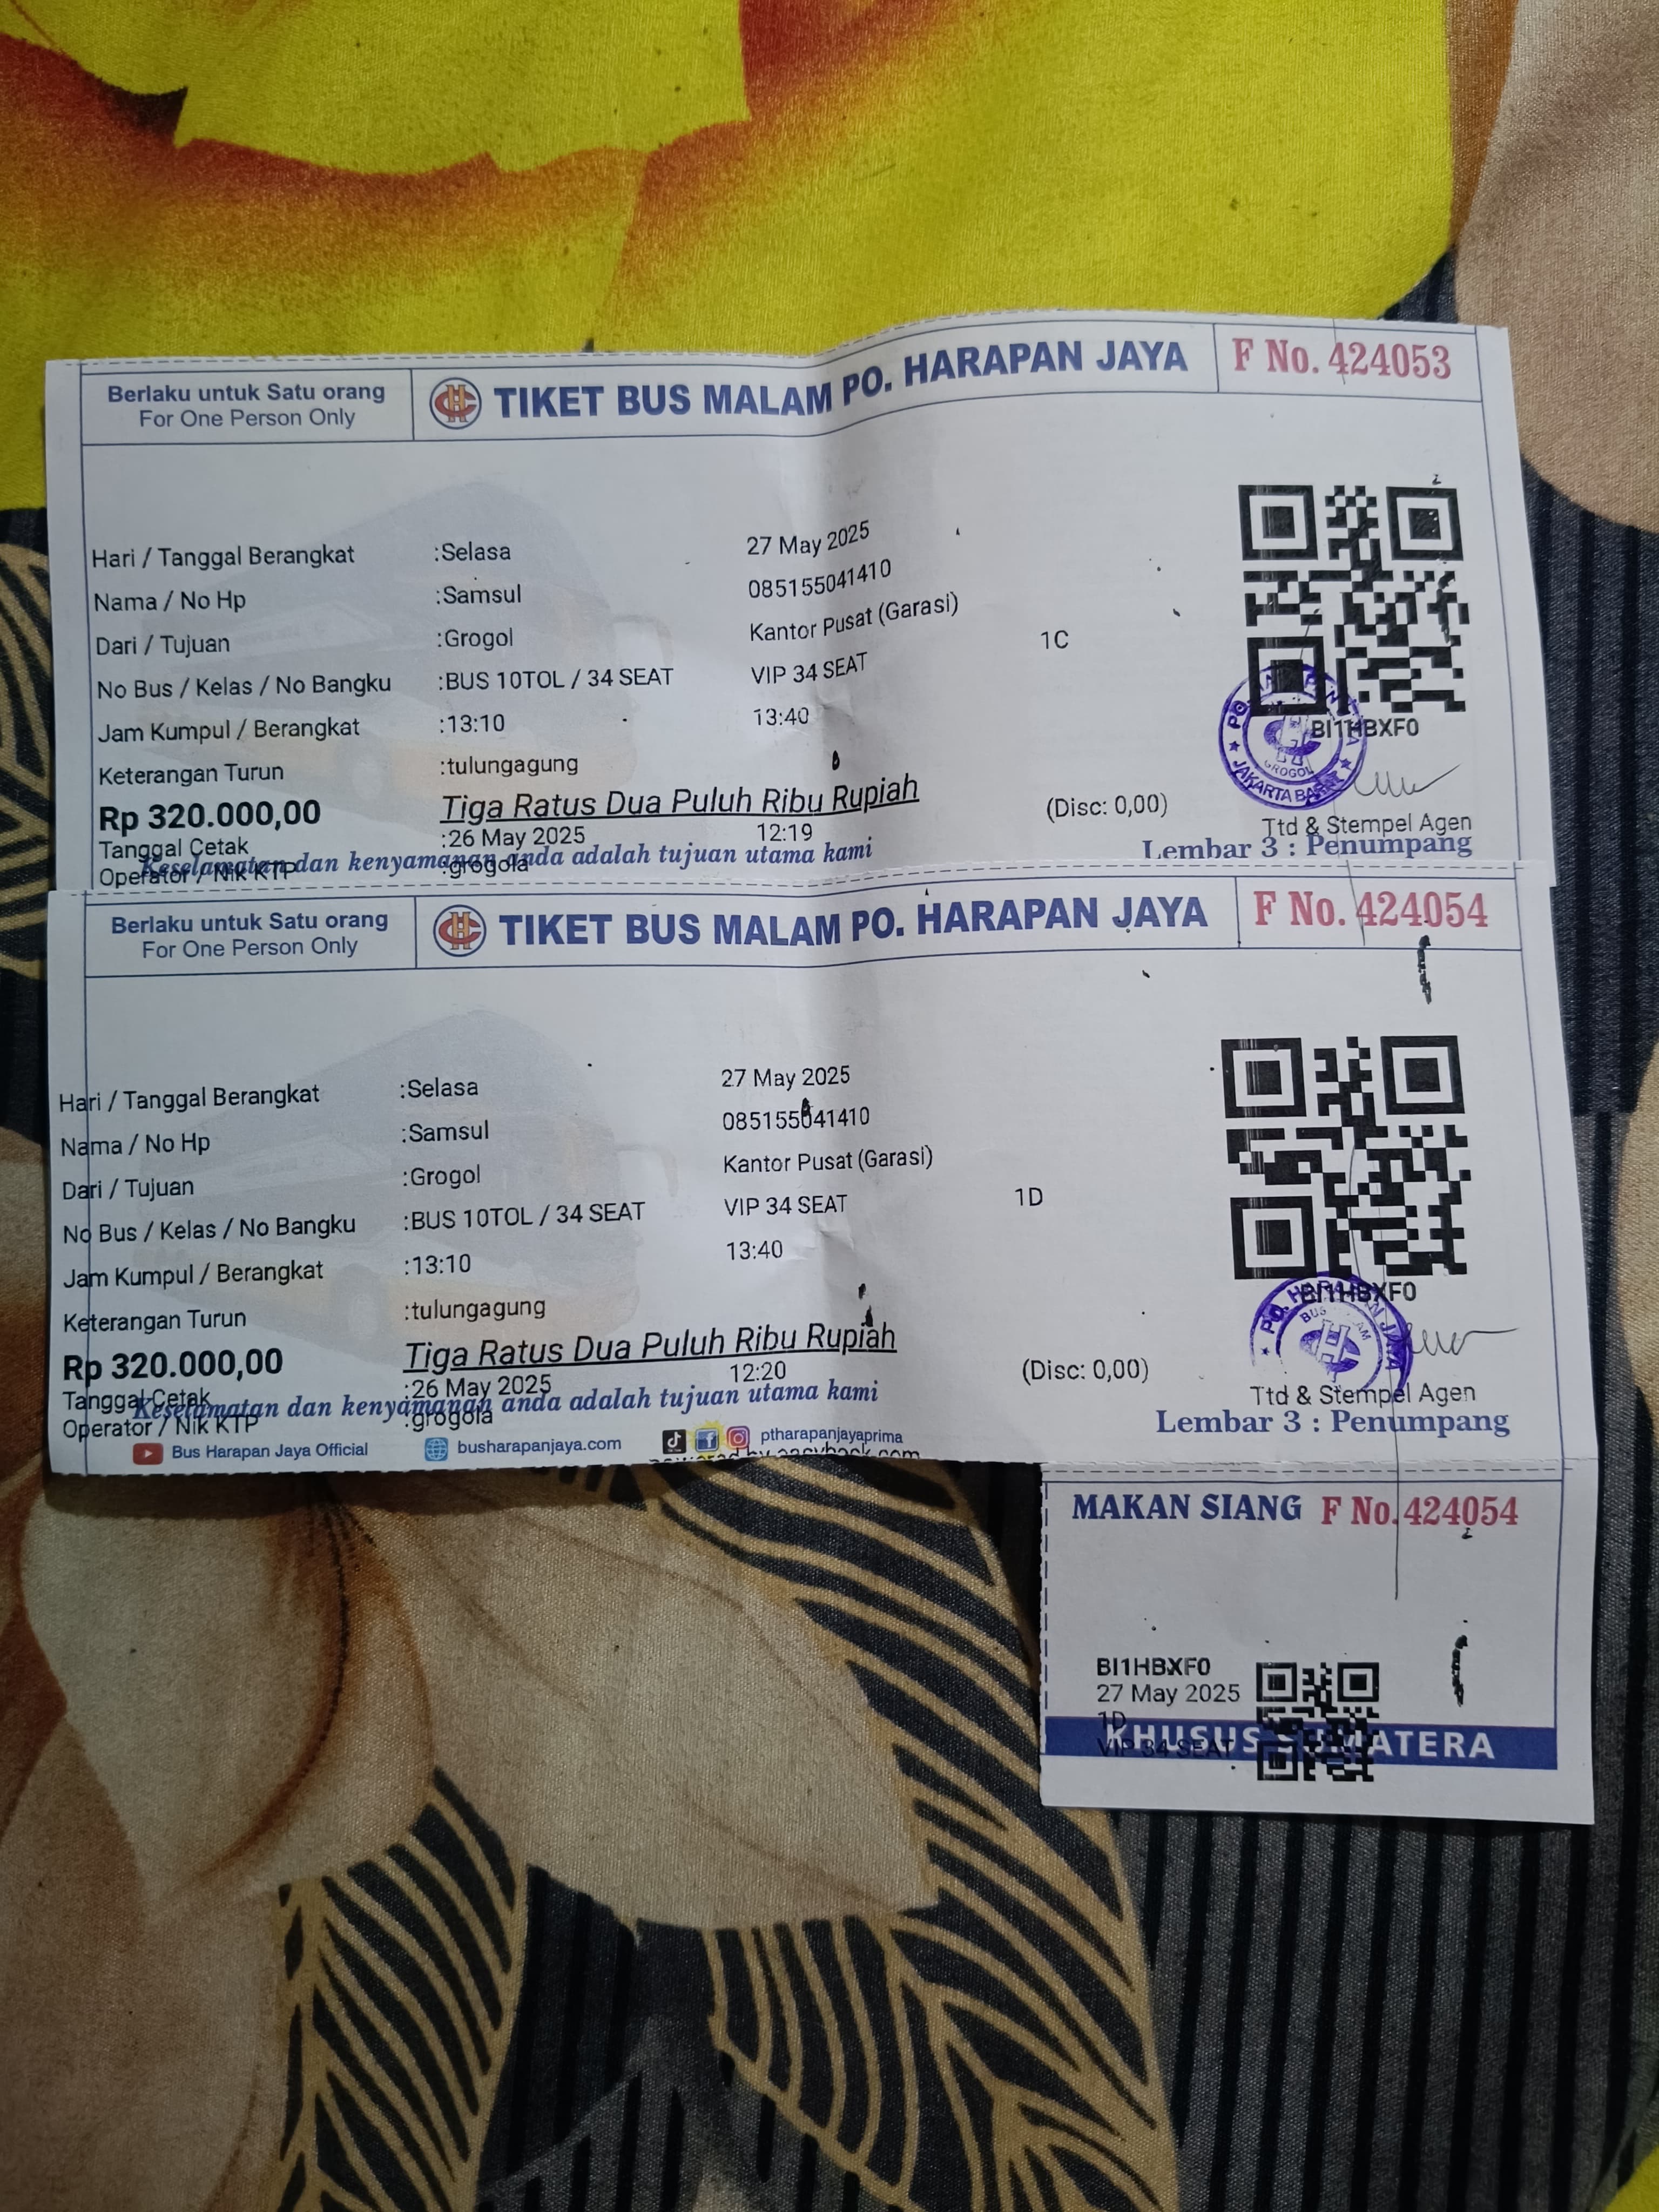 Berlaku untuk Satu orang
For One Person Only
TIKET BUS MALAM PO. HARAPAN JAYA
F No. 424053
Hari / Tanggal Berangkat :Selasa 27 May 2025
Nama / No Hp :Samsul 085155041410
Dari / Tujuan :Grogol Kantor Pusat (Garasi)
No Bus / Kelas / No Bangku :BUS 10TOL / 34 SEAT VIP 34 SEAT 1C
Jam Kumpul / Berangkat :13:10 13:40
Keterangan Turun :tulungagung
Rp 320.000,00 Tiga Ratus Dua Puluh Ribu Rupiah (Disc: 0,00)
Tanggal Cetak :26 May 2025 12:19
Keselamatan dan kenyamanan anda adalah tujuan utama kami
Operator / Nik KTP :grogola
BI1HBXF0
GROGOL
JAKARTA BARAT
Ttd & Stempel Agen
Lembar 3 : Penumpang
Berlaku untuk Satu orang
For One Person Only
TIKET BUS MALAM PO. HARAPAN JAYA
F No. 424054
Hari / Tanggal Berangkat :Selasa 27 May 2025
Nama / No Hp :Samsul 085155041410
Dari / Tujuan :Grogol Kantor Pusat (Garasi)
No Bus / Kelas / No Bangku :BUS 10TOL / 34 SEAT VIP 34 SEAT 1D
Jam Kumpul / Berangkat :13:10 13:40
Keterangan Turun :tulungagung
Rp 320.000,00 Tiga Ratus Dua Puluh Ribu Rupiah (Disc: 0,00)
Tanggal Cetak :26 May 2025 12:20
Keselamatan dan kenyamanan anda adalah tujuan utama kami
Operator / Nik KTP :grogola
BI1HBXF0
PO. HARAPAN JAYA
Ttd & Stempel Agen
Lembar 3 : Penumpang
Bus Harapan Jaya Official busharapanjaya.com ptharapanjayaprima
MAKAN SIANG F No. 424054
BI1HBXF0
27 May 2025
1D
VIP 34 SEAT
KHUSUS SUMATERA